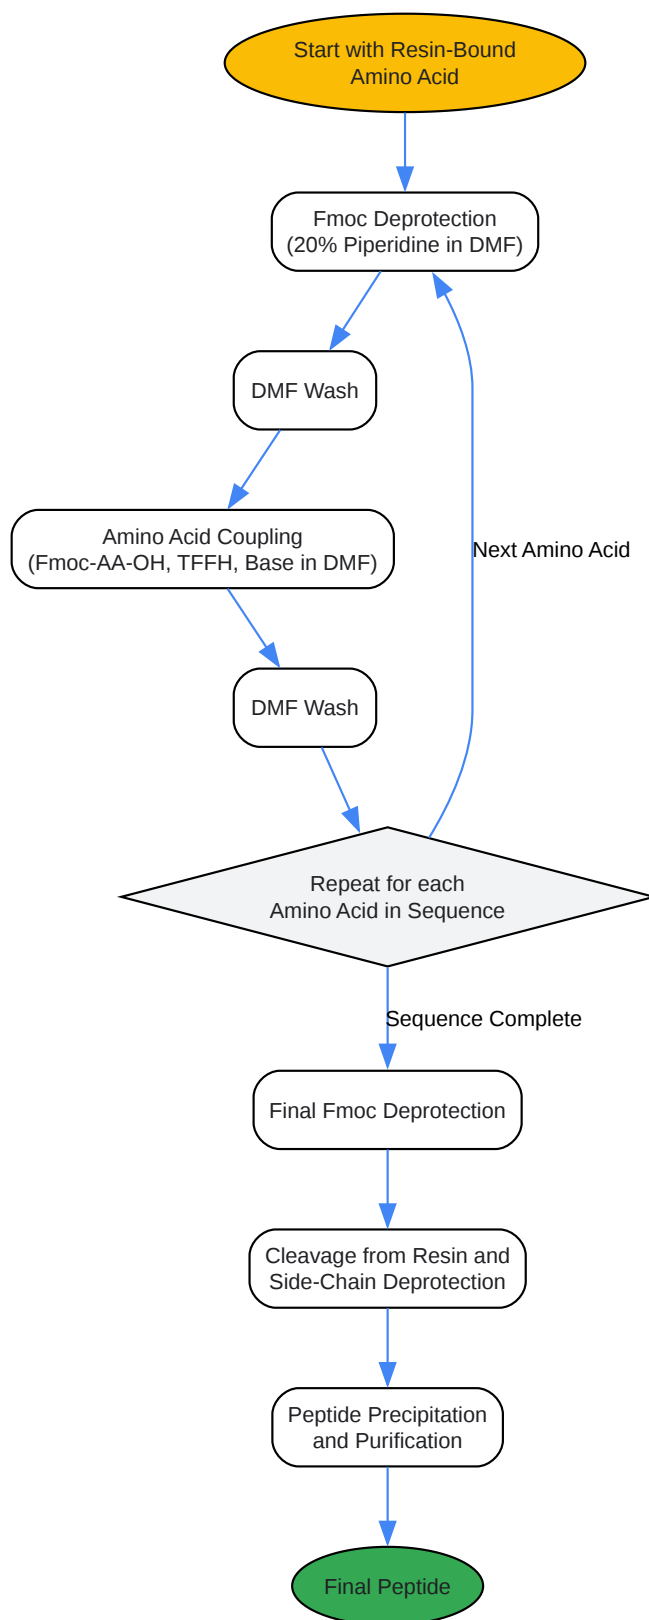 Start with Resin-Bound
Amino Acid
Fmoc Deprotection
(20% Piperidine in DMF)
DMF Wash
Amino Acid Coupling
(Fmoc-AA-OH, TFFH, Base in DMF)
Next Amino Acid
DMF Wash
Repeat for each
Amino Acid in Sequence
Sequence Complete
Final Fmoc Deprotection
Cleavage from Resin and
Side-Chain Deprotection
Peptide Precipitation
and Purification
Final Peptide